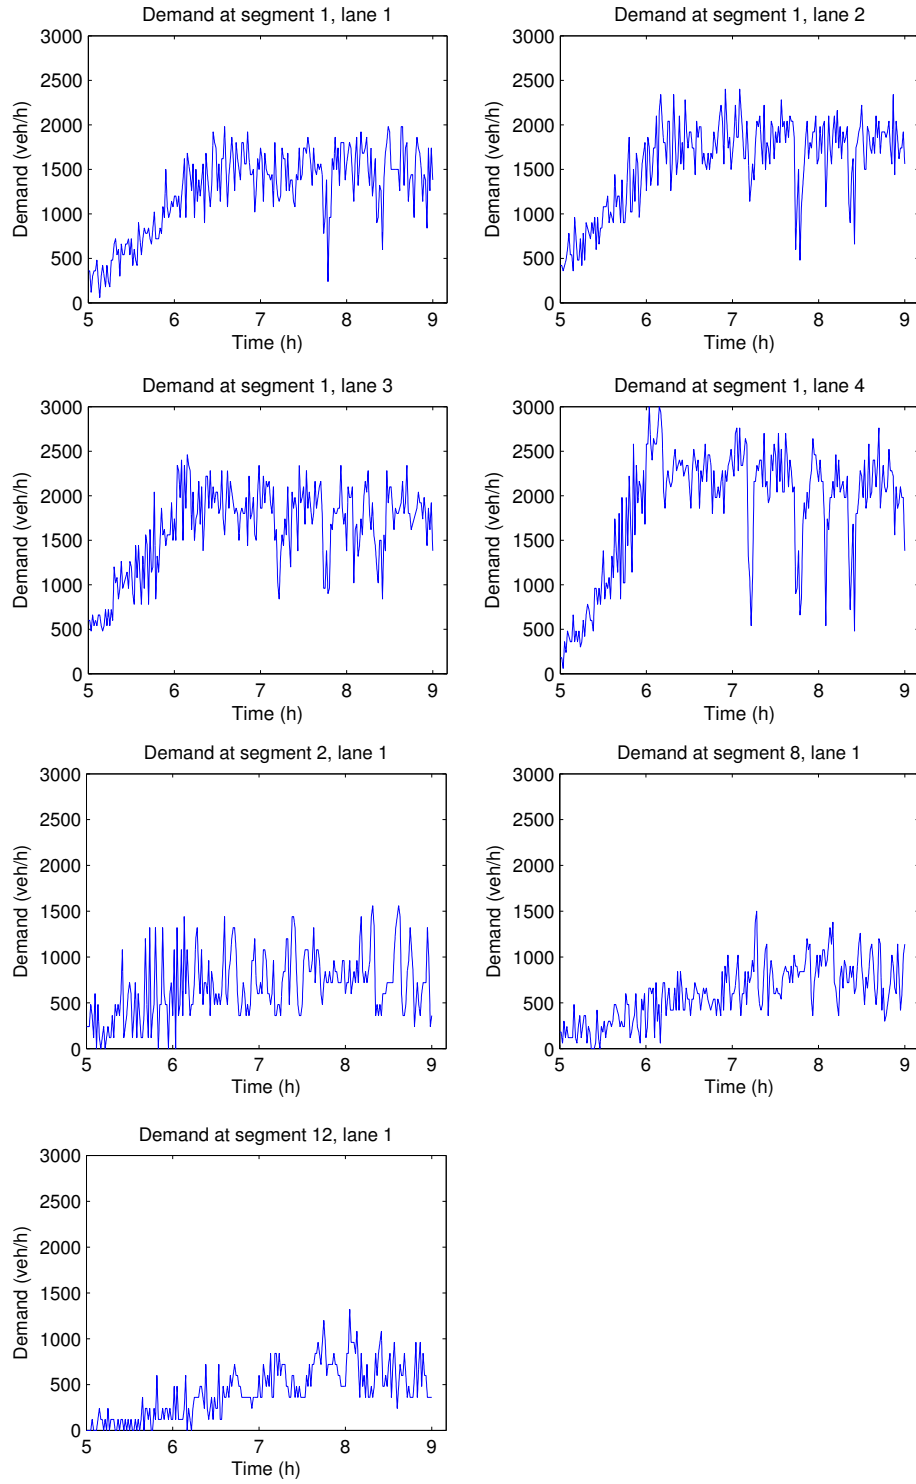 Demand at segment 1, lane 1
3000
2500
2000
1500
1000
500
0
5 6 7 8 9
Time (h)
Demand (veh/h)
Demand at segment 1, lane 2
3000
2500
2000
1500
1000
500
0
5 6 7 8 9
Time (h)
Demand (veh/h)
Demand at segment 1, lane 3
3000
2500
2000
1500
1000
500
0
5 6 7 8 9
Time (h)
Demand (veh/h)
Demand at segment 1, lane 4
3000
2500
2000
1500
1000
500
0
5 6 7 8 9
Time (h)
Demand (veh/h)
Demand at segment 2, lane 1
3000
2500
2000
1500
1000
500
0
5 6 7 8 9
Time (h)
Demand (veh/h)
Demand at segment 8, lane 1
3000
2500
2000
1500
1000
500
0
5 6 7 8 9
Time (h)
Demand (veh/h)
Demand at segment 12, lane 1
3000
2500
2000
1500
1000
500
0
5 6 7 8 9
Time (h)
Demand (veh/h)